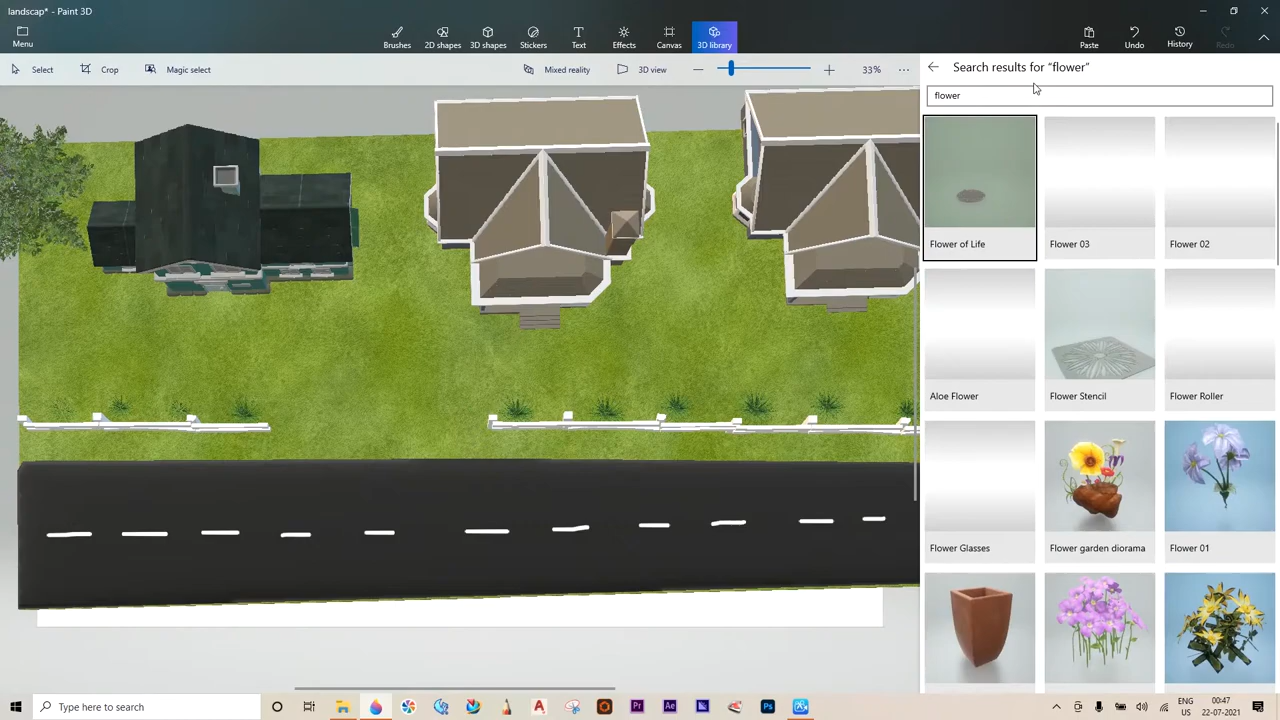 landscap* - Paint 3D
Menu
Brushes
2D shapes
3D shapes
Stickers
Text
Effects
Canvas
3D library
Paste
Undo
History
Redo
Select
Crop
Magic select
Mixed reality
3D view
33%
Search results for “flower”
flower
Flower of Life
Flower 03
Flower 02
Aloe Flower
Flower Stencil
Flower Roller
Flower Glasses
Flower garden diorama
Flower 01
Type here to search
Pr
Ae
Ps
ENG
US
00:47
22-07-2021